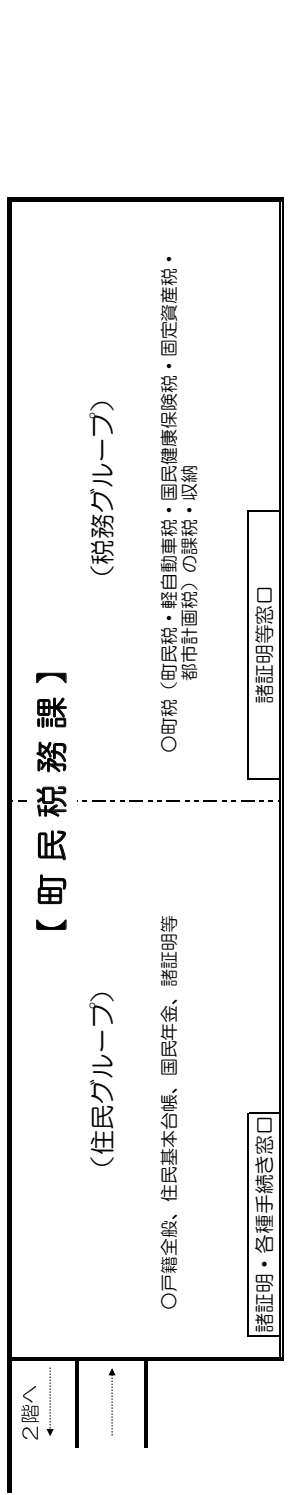 【 町 民 税 務 課 】
(住民グループ)
○戸籍全般、住民基本台帳、国民年金、諸証明等
諸証明・各種手続き窓口
(税務グループ)
○町税（町民税・軽自動車税・国民健康保険税・固定資産税・
都市計画税）の課税・収納
諸証明等窓口
２階へ